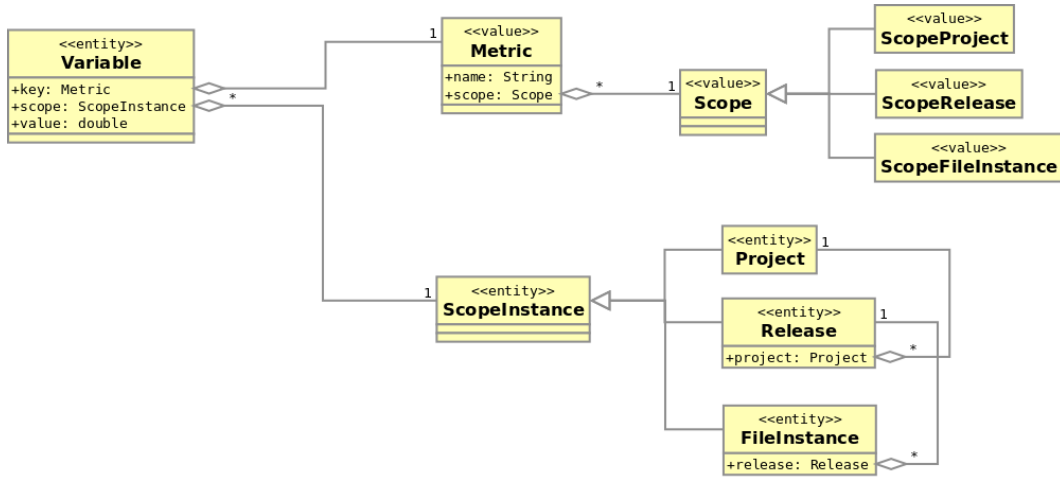 <<entity>>
Variable
+key: Metric
+scope: ScopeInstance
+value: double
*
1
<<value>>
Metric
+name: String
+scope: Scope
*
1
<<value>>
Scope
<<value>>
ScopeProject
<<value>>
ScopeRelease
<<value>>
ScopeFileInstance
1
<<entity>>
ScopeInstance
<<entity>>
Project
1
<<entity>>
Release
+project: Project
1
*
<<entity>>
FileInstance
+release: Release
*